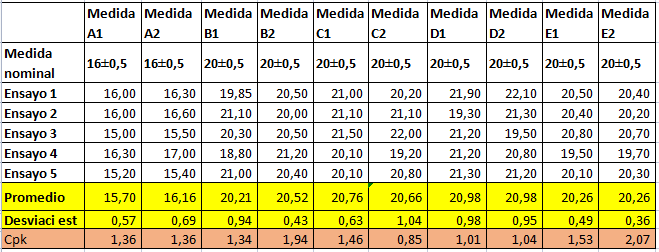 Medida A1 Medida A2 Medida B1 Medida B2 Medida C1 Medida C2 Medida D1 Medida D2 Medida E1 Medida E2
Medida nominal 16±0,5 16±0,5 20±0,5 20±0,5 20±0,5 20±0,5 20±0,5 20±0,5 20±0,5 20±0,5
Ensayo 1 16,00 16,30 19,85 20,50 21,00 20,20 21,90 22,10 20,50 20,40
Ensayo 2 16,00 16,60 21,10 20,00 21,10 21,10 19,30 21,30 20,40 20,20
Ensayo 3 15,00 15,50 20,30 20,50 21,50 22,00 21,20 19,50 20,80 20,70
Ensayo 4 16,30 17,00 18,80 21,20 20,10 19,20 21,20 20,80 19,50 19,70
Ensayo 5 15,20 15,40 21,00 20,40 20,10 20,80 21,30 21,20 20,10 20,30
Promedio 15,70 16,16 20,21 20,52 20,76 20,66 20,98 20,98 20,26 20,26
Desviaci est 0,57 0,69 0,94 0,43 0,63 1,04 0,98 0,95 0,49 0,36
Cpk 1,36 1,36 1,34 1,94 1,46 0,85 1,01 1,04 1,53 2,07